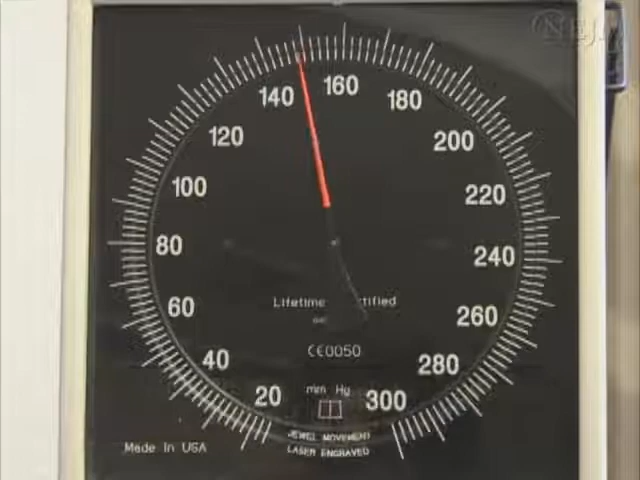 NEJM
140 160 180
120 200
100 220
80 240
60 260
40 280
20 300
Lifetime
CE0050
mm Hg
JEWEL MOVEMENT
LASER ENGRAVED
Made In USA